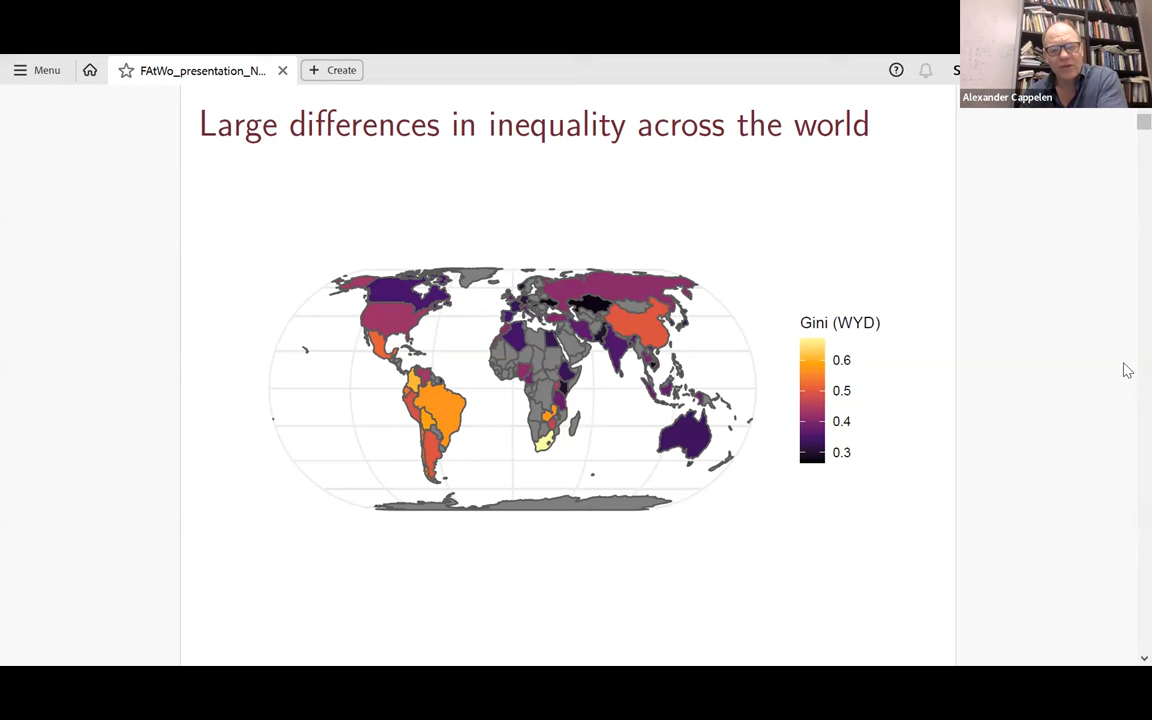 Menu
FAtWo_presentation_N...
Create
S
Alexander Cappelen
Large differences in inequality across the world
Gini (WYD)
0.6
0.5
0.4
0.3